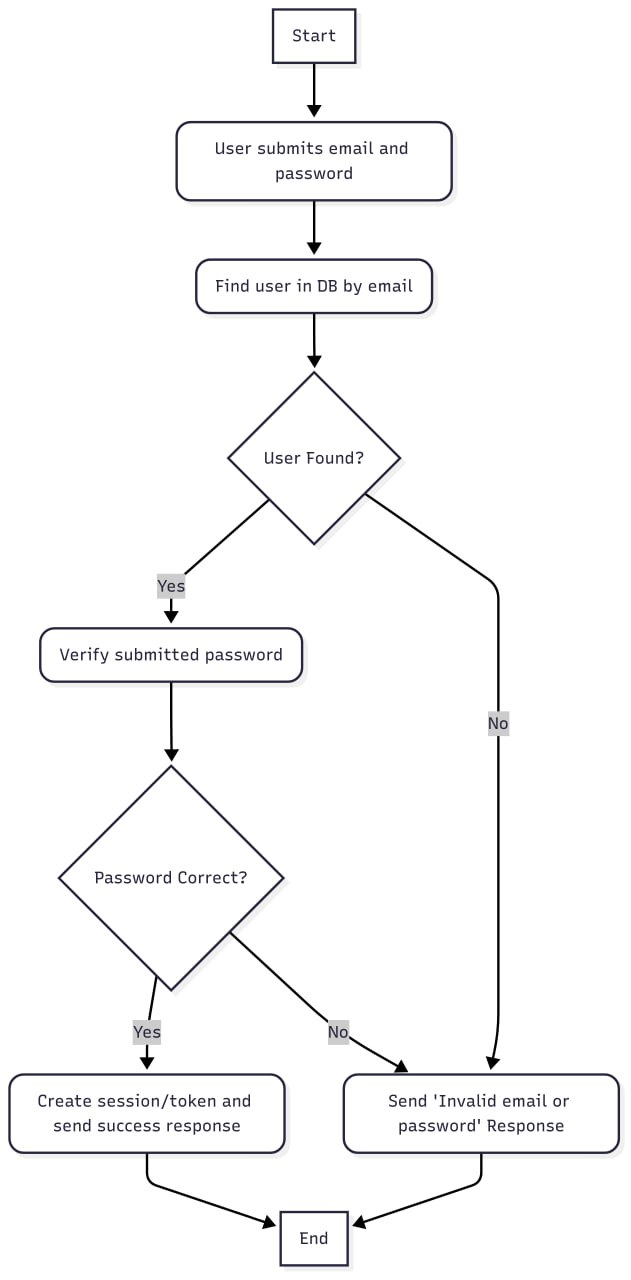 Start
User submits email and
password
Find user in DB by email
User Found?
Yes
Verify submitted password
No
Password Correct?
Yes
No
Create session/token and
send success response
Send 'Invalid email or
password' Response
End